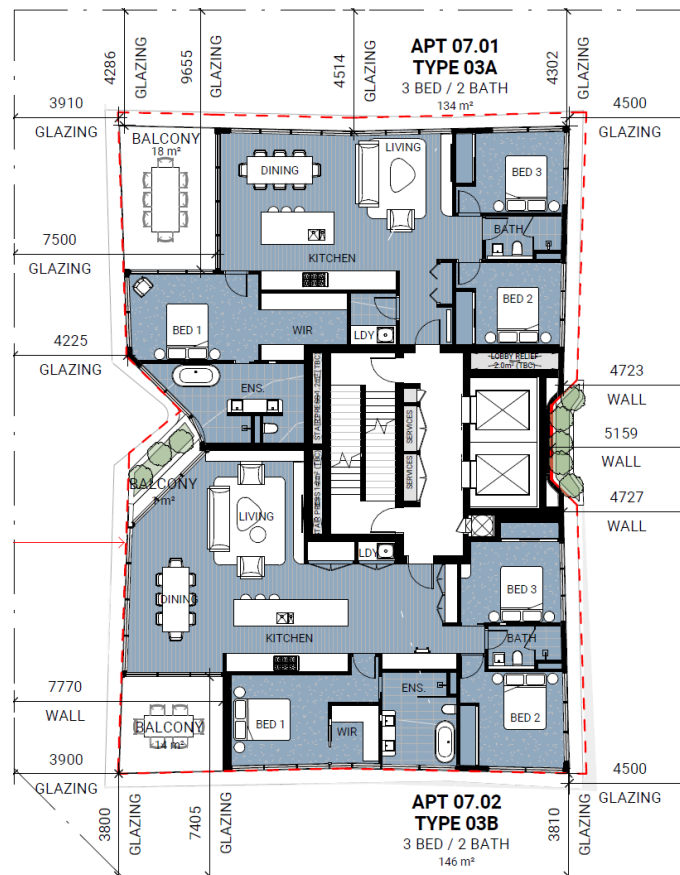 4286
GLAZING
9655
GLAZING
4514
GLAZING
APT 07.01
TYPE 03A
3 BED / 2 BATH
134 m²
4302
GLAZING
3910
GLAZING
4500
GLAZING
BALCONY
18 m²
DINING
LIVING
BED 3
BATH
KITCHEN
7500
GLAZING
BED 2
BED 1
WIR
LDY
4225
GLAZING
LOBBY RELIEF
2.0m² (TBC)
ENS.
SERVICES
SERVICES
4723
WALL
5159
WALL
4727
WALL
BALCONY
LIVING
LDY
BED 3
DINING
KITCHEN
BATH
7770
WALL
BALCONY
14 m²
BED 1
WIR
ENS.
BED 2
3900
GLAZING
4500
GLAZING
3800
GLAZING
7405
GLAZING
APT 07.02
TYPE 03B
3 BED / 2 BATH
146 m²
3810
GLAZING